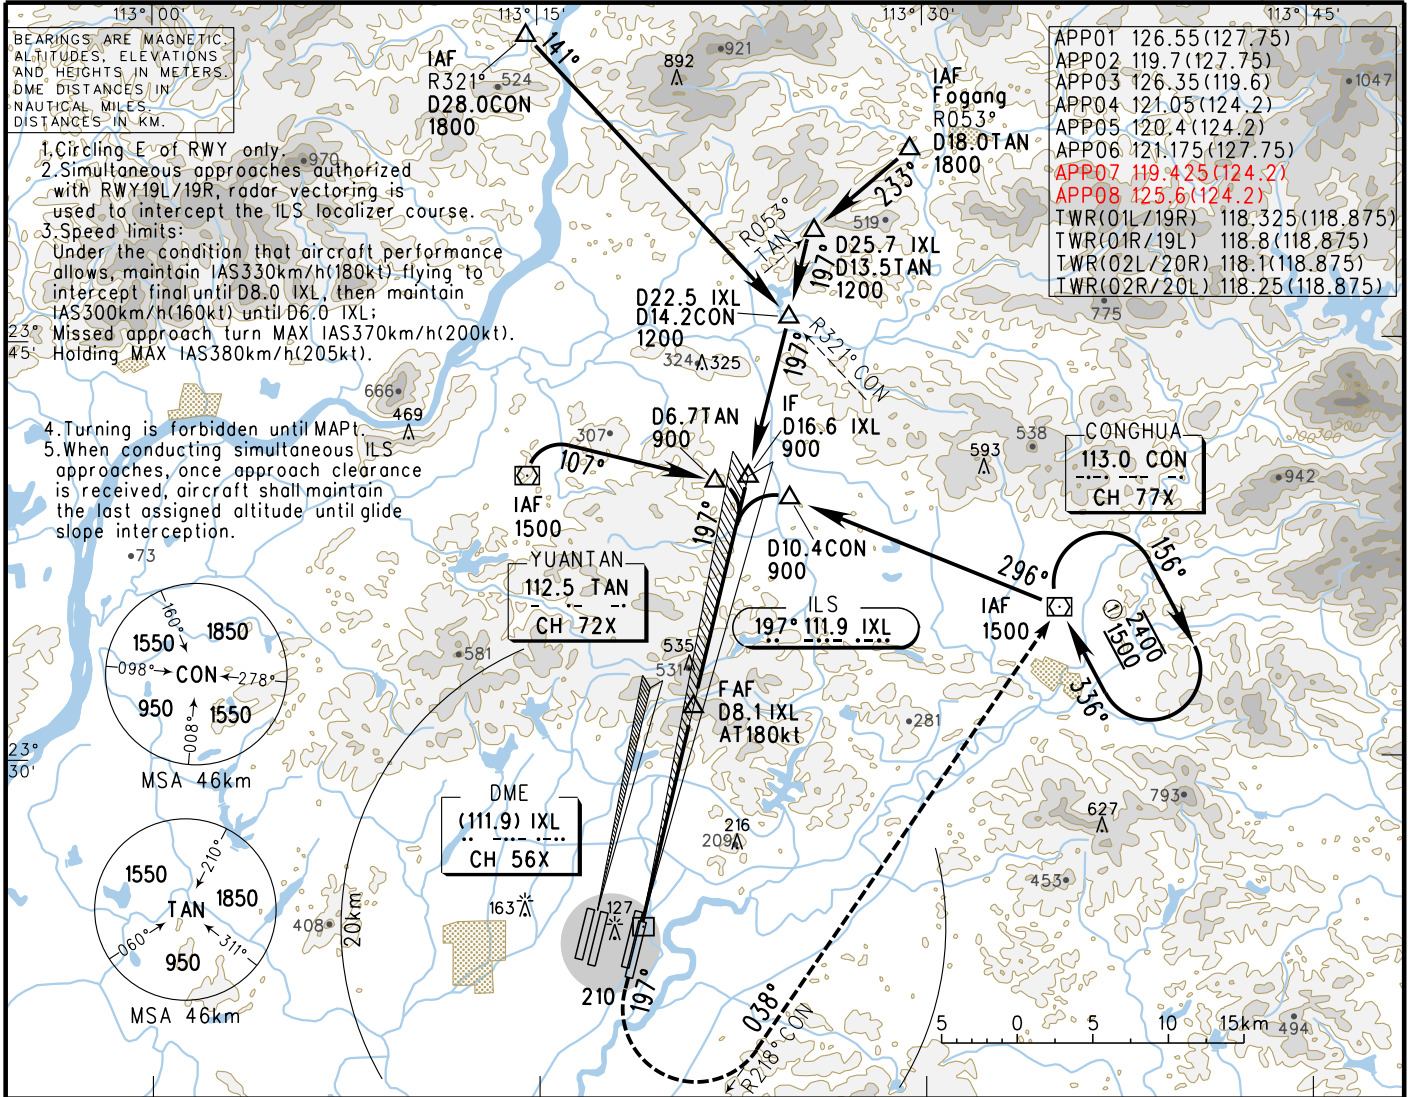 113°00'
113°15'
113°30'
113°45'
BEARINGS ARE MAGNETIC,
ALTITUDES, ELEVATIONS
AND HEIGHTS IN METERS.
DME DISTANCES IN
NAUTICAL MILES.
DISTANCES IN KM.
1.Circling E of RWY only.
2.Simultaneous approaches authorized
with RWY19L/19R, radar vectoring is
used to intercept the ILS localizer course.
3.Speed limits:
Under the condition that aircraft performance
allows, maintain IAS330km/h(180kt) flying to
intercept final until D8.0 IXL, then maintain
IAS300km/h(160kt) until D6.0 IXL;
Missed approach turn MAX IAS370km/h(200kt).
Holding MAX IAS380km/h(205kt).
4.Turning is forbidden until MAPt.
5.When conducting simultaneous ILS
approaches, once approach clearance
is received, aircraft shall maintain
the last assigned altitude until glide
slope interception.
23°
45'
23°
30'
APP01 126.55(127.75)
APP02 119.7(127.75)
APP03 126.35(119.6)
APP04 121.05(124.2)
APP05 120.4(124.2)
APP06 121.175(127.75)
APP07 119.425(124.2)
APP08 125.6(124.2)
TWR(01L/19R) 118.325(118.875)
TWR(01R/19L) 118.8(118.875)
TWR(02L/20R) 118.1(118.875)
TWR(02R/20L) 118.25(118.875)
IAF
R321°
D28.0CON
1800
141°
524
892
921
970
1047
IAF
Fogang
R053°
D18.0TAN
1800
233°
519
R053°
TAN
197°
D25.7 IXL
D13.5TAN
1200
D22.5 IXL
D14.2CON
1200
R321°CON
197°
324
325
775
666
469
307
D6.7TAN
900
IF
D16.6 IXL
900
107°
IAF
1500
197°
593
538
942
CONGHUA
113.0 CON
CH 77X
D10.4CON
900
296°
IAF
1500
156°
①
2400
1500
336°
YUANTAN
112.5 TAN
CH 72X
ILS
197° 111.9 IXL
73
581
535
531
FAF
D8.1 IXL
AT180kt
281
160°
1550
1850
098°
CON
278°
950
1550
008°
MSA 46km
DME
(111.9) IXL
CH 56X
216
209
793
627
453
210°
1550
TAN
1850
060°
311°
950
MSA 46km
408
20km
163
127
210
197°
038°
R218°CON
5 0 5 10 15km
494
300
300
900